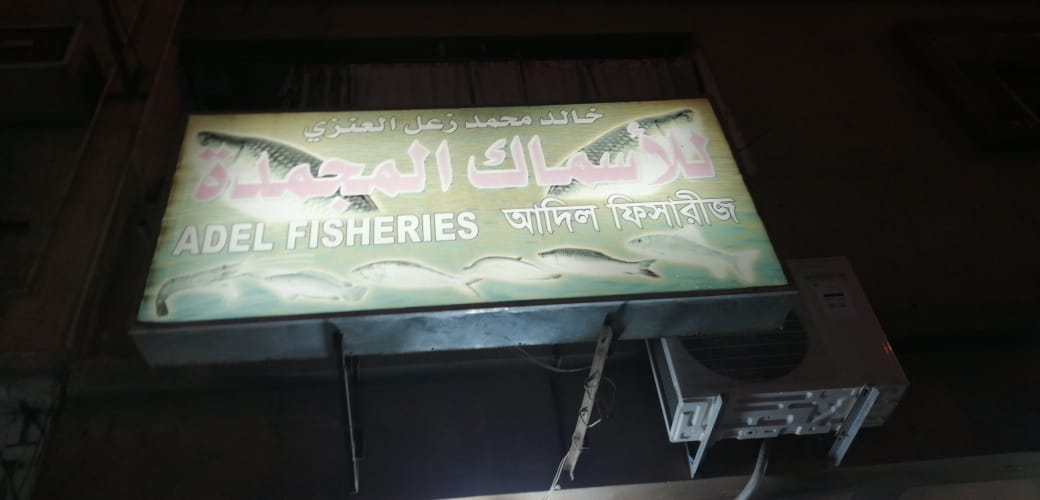 خالد محمد زعل العنزي
للأسماك المجمدة
ADEL FISHERIES আদিল ফিসারীজ